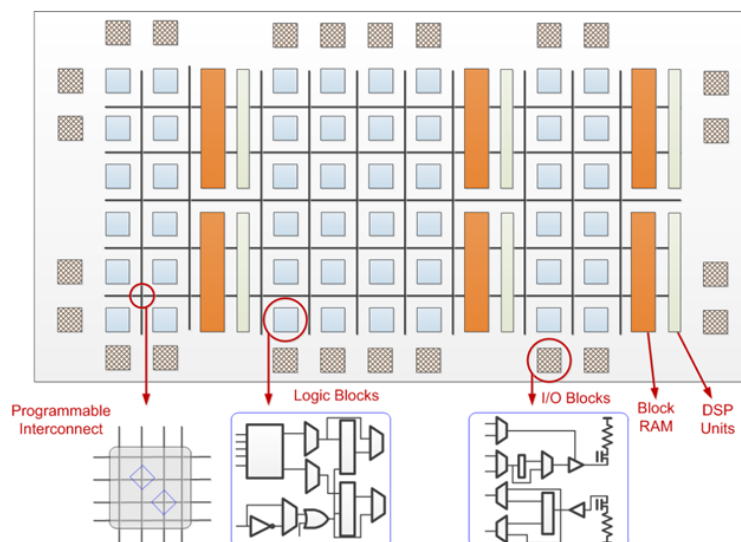 Programmable
Interconnect
Logic Blocks
I/O Blocks
Block
RAM
DSP
Units